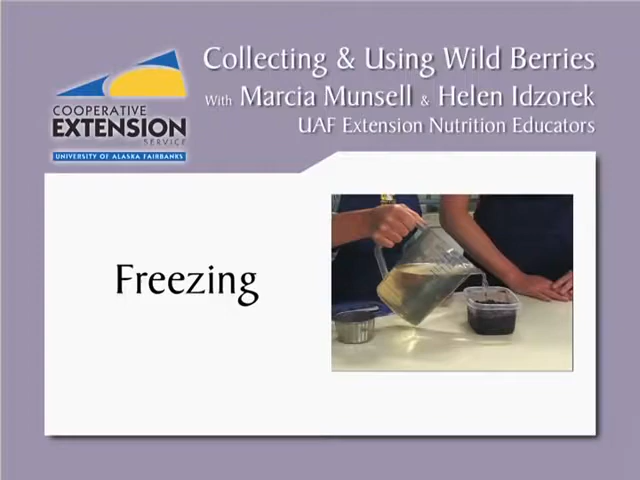 Collecting & Using Wild Berries
With Marcia Munsell & Helen Idzorek
UAF Extension Nutrition Educators
COOPERATIVE
EXTENSION
SERVICE
UNIVERSITY OF ALASKA FAIRBANKS
Freezing